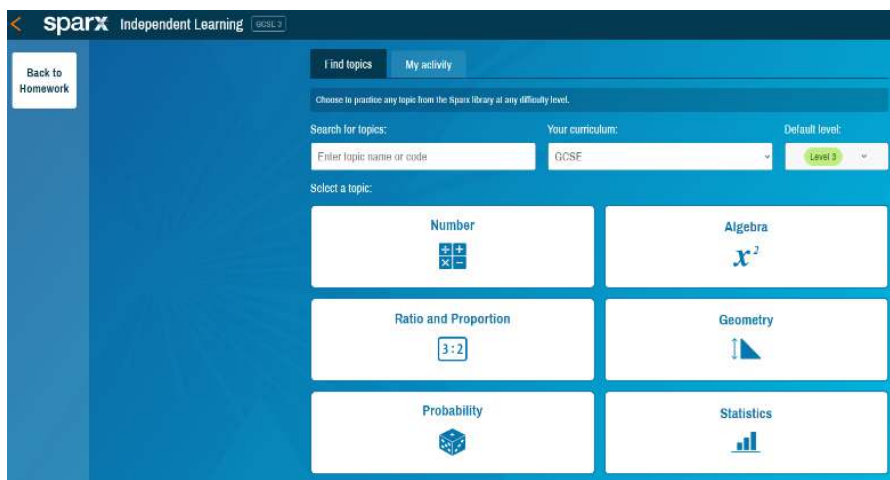 sparx Independent Learning GCSE 3
Back to
Homework
Find topics My activity
Choose to practice any topic from the Sparx library at any difficulty level.
Search for topics: Your curriculum: Default level:
Enter topic name or code GCSE Level 3
Select a topic:
Number Algebra
x²
Ratio and Proportion Geometry
3:2
Probability Statistics